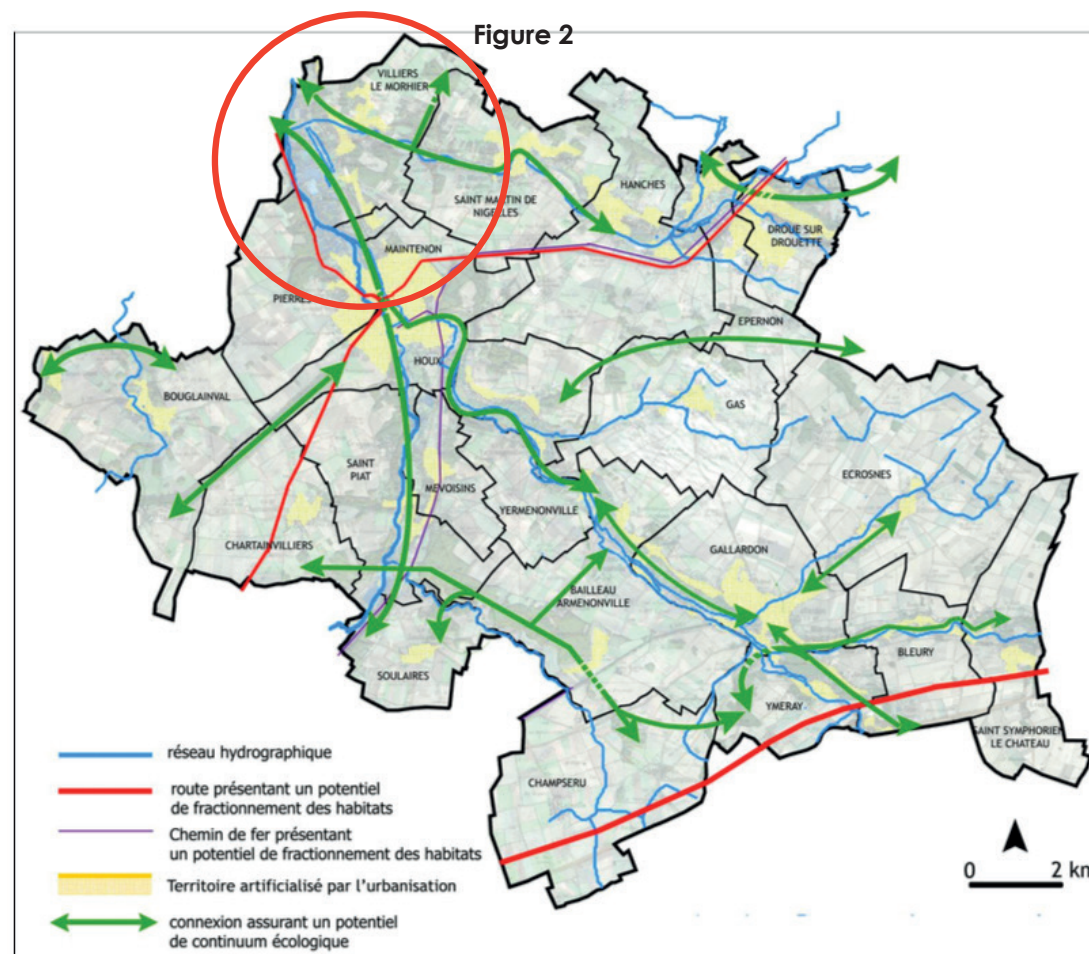 Figure 2
VILLIERS
LE MORHIER
HANCHES
SAINT MARTIN DE
NIGELLES
DROUE SUR
DROUETTE
MAINTENON
PIERRES
EPERNON
HOUX
BOUGLAINVAL
GAS
SAINT
PIAT
MEVOISINS
ECROSNES
YERMENONVILLE
CHARTAINVILLIERS
GALLARDON
BAILLEAU
ARMENONVILLE
BLEURY
SOULAIRES
YMERAY
SAINT SYMPHORIEN
LE CHATEAU
CHAMPSERU
réseau hydrographique
route présentant un potentiel
de fractionnement des habitats
Chemin de fer présentant
un potentiel de fractionnement des habitats
Territoire artificialisé par l'urbanisation
connexion assurant un potentiel
de continuum écologique
0 2 km